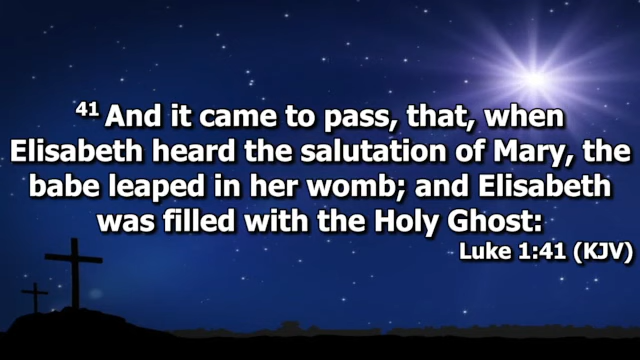 41 And it came to pass, that, when
Elisabeth heard the salutation of Mary, the
babe leaped in her womb; and Elisabeth
was filled with the Holy Ghost:
Luke 1:41 (KJV)